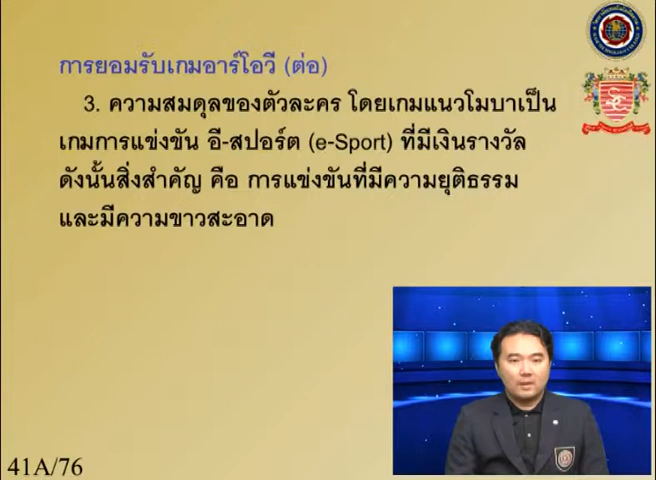 การยอมรับเกมอาร์โอวี (ต่อ)
3. ความสมดุลของตัวละคร โดยเกมแนวโมบาเป็น
เกมการแข่งขัน อี-สปอร์ต (e-Sport) ที่มีเงินรางวัล
ดังนั้นสิ่งสำคัญ คือ การแข่งขันที่มีความยุติธรรม
และมีความขาวสะอาด
41A/76